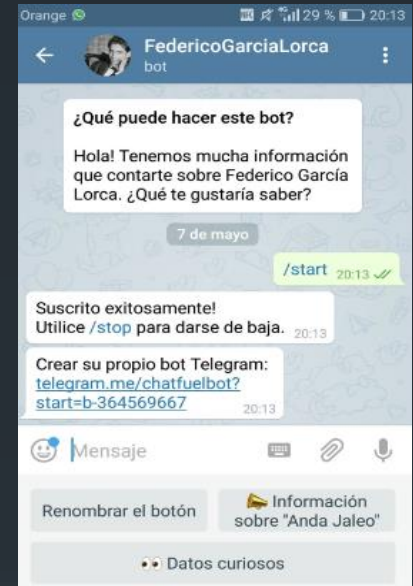 Orange 29 % 20:13
FedericoGarciaLorca
bot
¿Qué puede hacer este bot?
Hola! Tenemos mucha información
que contarte sobre Federico García
Lorca. ¿Qué te gustaría saber?
7 de mayo
/start 20:13
Suscrito exitosamente!
Utilice /stop para darse de baja. 20:13
Crear su propio bot Telegram:
telegram.me/chatfuelbot?
start=b-364569667 20:13
Mensaje
Renombrar el botón
Información
sobre "Anda Jaleo"
Datos curiosos